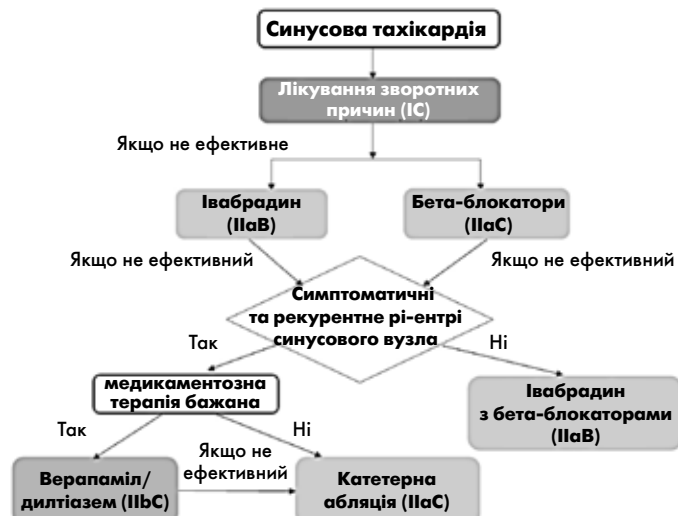 Синусова тахікардія
Лікування зворотних
причин (IC)
Якщо не ефективне
Івабрадин
(IIaB)
Бета-блокатори
(IIaC)
Якщо не ефективний
Якщо не ефективний
Симптоматичні
та рекурентне рі-ентрі
синусового вузла
Так
Ні
медикаментозна
терапія бажана
Івабрадин
з бета-блокаторами
(IIaB)
Так
Якщо не
ефективний
Ні
Верапаміл/
дилтіазем (IIbC)
Катетерна
абляція (IIaC)